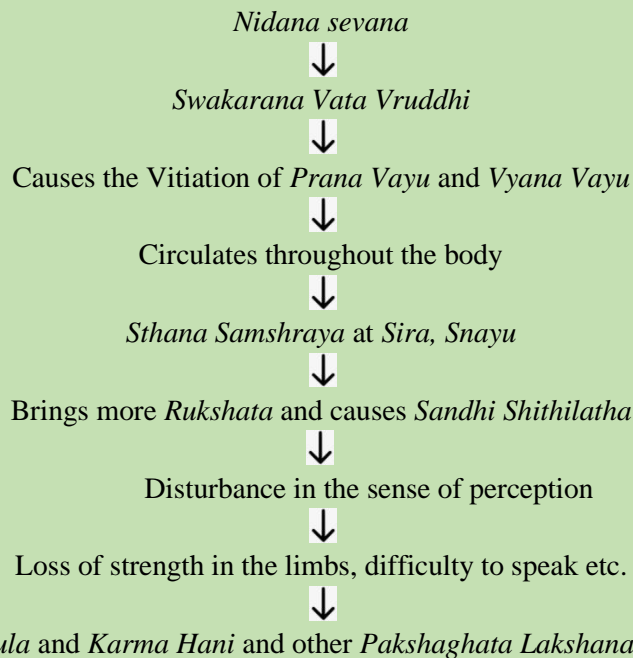 Nidana sevana
↓
Swakarana Vata Vruddhi
↓
Causes the Vitiation of Prana Vayu and Vyana Vayu
↓
Circulates throughout the body
↓
Sthana Samshraya at Sira, Snayu
↓
Brings more Rukshata and causes Sandhi Shithilatha
↓
Disturbance in the sense of perception
↓
Loss of strength in the limbs, difficulty to speak etc.
↓
and Karma Hani and other Pakshaghata Lakshana